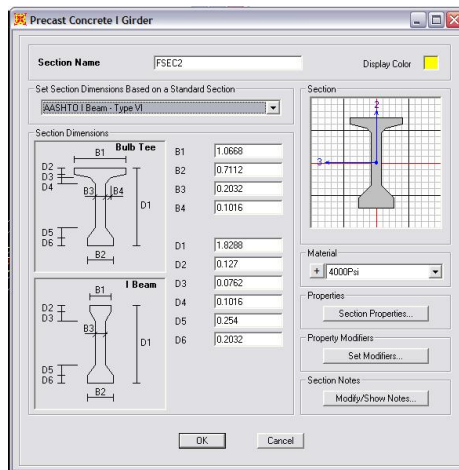 Precast Concrete I Girder
Section Name
FSEC2
Display Color
Set Section Dimensions Based on a Standard Section
AASHTO I Beam - Type VI
Section
2
3
Section Dimensions
Bulb Tee
B1
D2
D3
D4
B3
B4
D1
D5
D6
B2
I Beam
B1
D2
D3
B3
D1
D5
D6
B2
B1 1.0668
B2 0.7112
B3 0.2032
B4 0.1016
D1 1.8288
D2 0.127
D3 0.0762
D4 0.1016
D5 0.254
D6 0.2032
Material
+ 4000Psi
Properties
Section Properties...
Property Modifiers
Set Modifiers...
Section Notes
Modify/Show Notes...
OK
Cancel